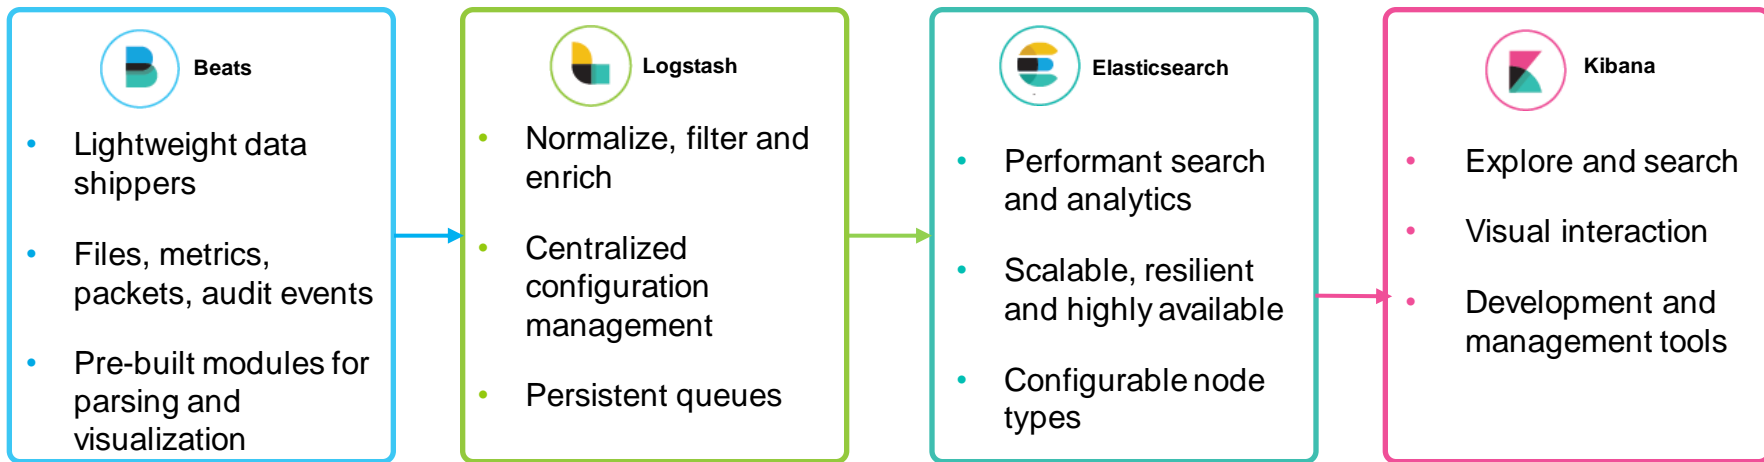 Beats
• Lightweight data
shippers
• Files, metrics,
packets, audit events
• Pre-built modules for
parsing and
visualization
Logstash
• Normalize, filter and
enrich
• Centralized
configuration
management
• Persistent queues
Elasticsearch
• Performant search
and analytics
• Scalable, resilient
and highly available
• Configurable node
types
Kibana
• Explore and search
• Visual interaction
• Development and
management tools